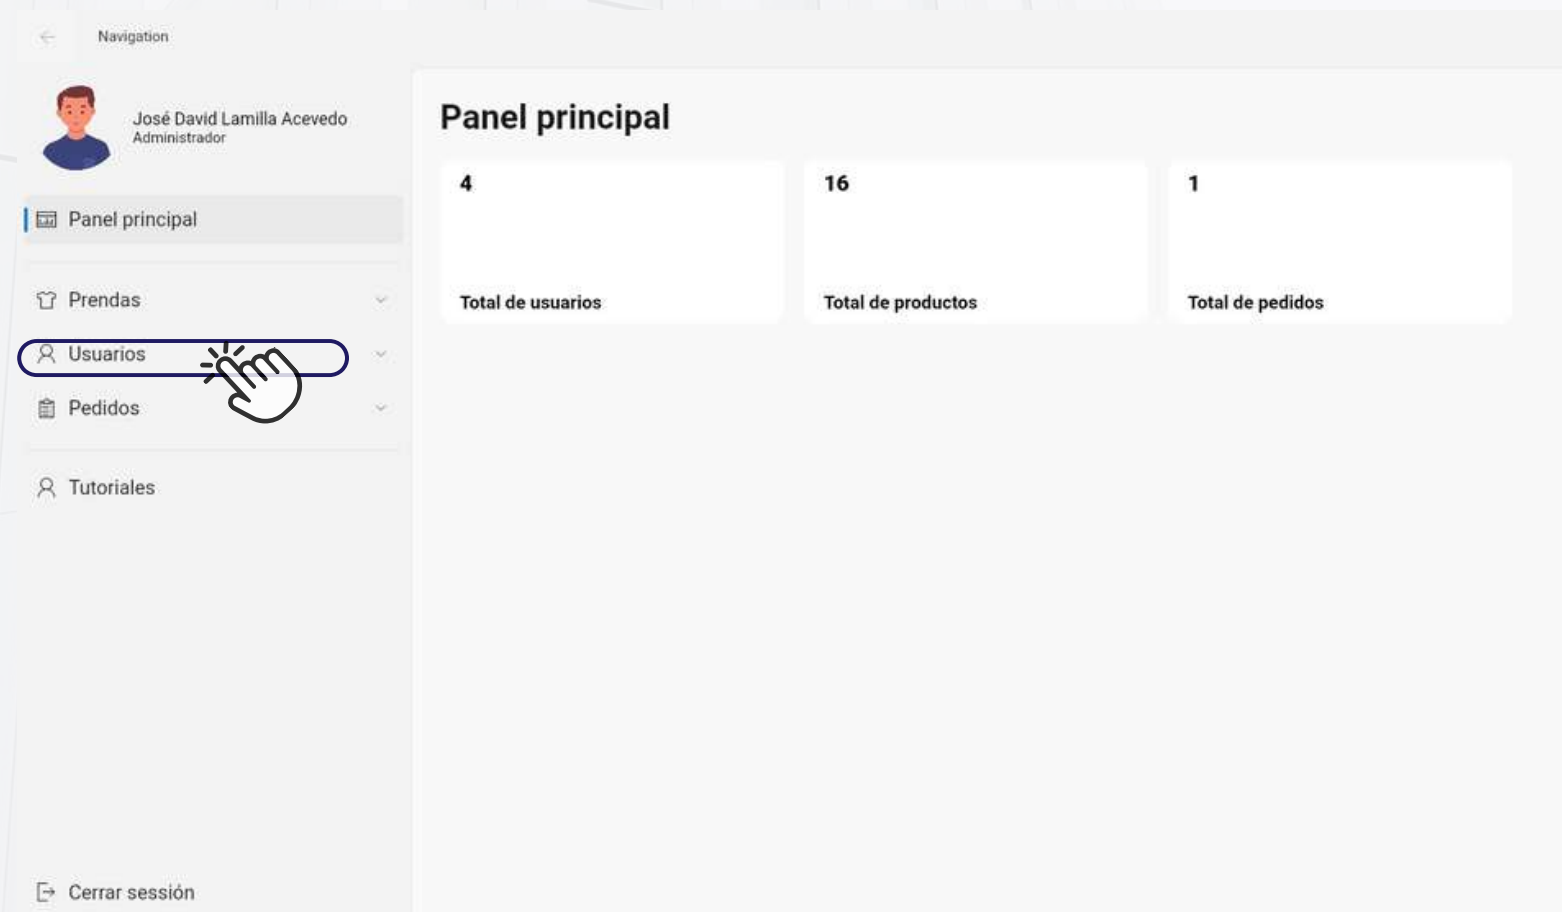 Navigation
José David Lamilla Acevedo
Administrador
Panel principal
Prendas
Usuarios
Pedidos
Tutoriales
Cerrar sessión
Panel principal
4
Total de usuarios
16
Total de productos
1
Total de pedidos